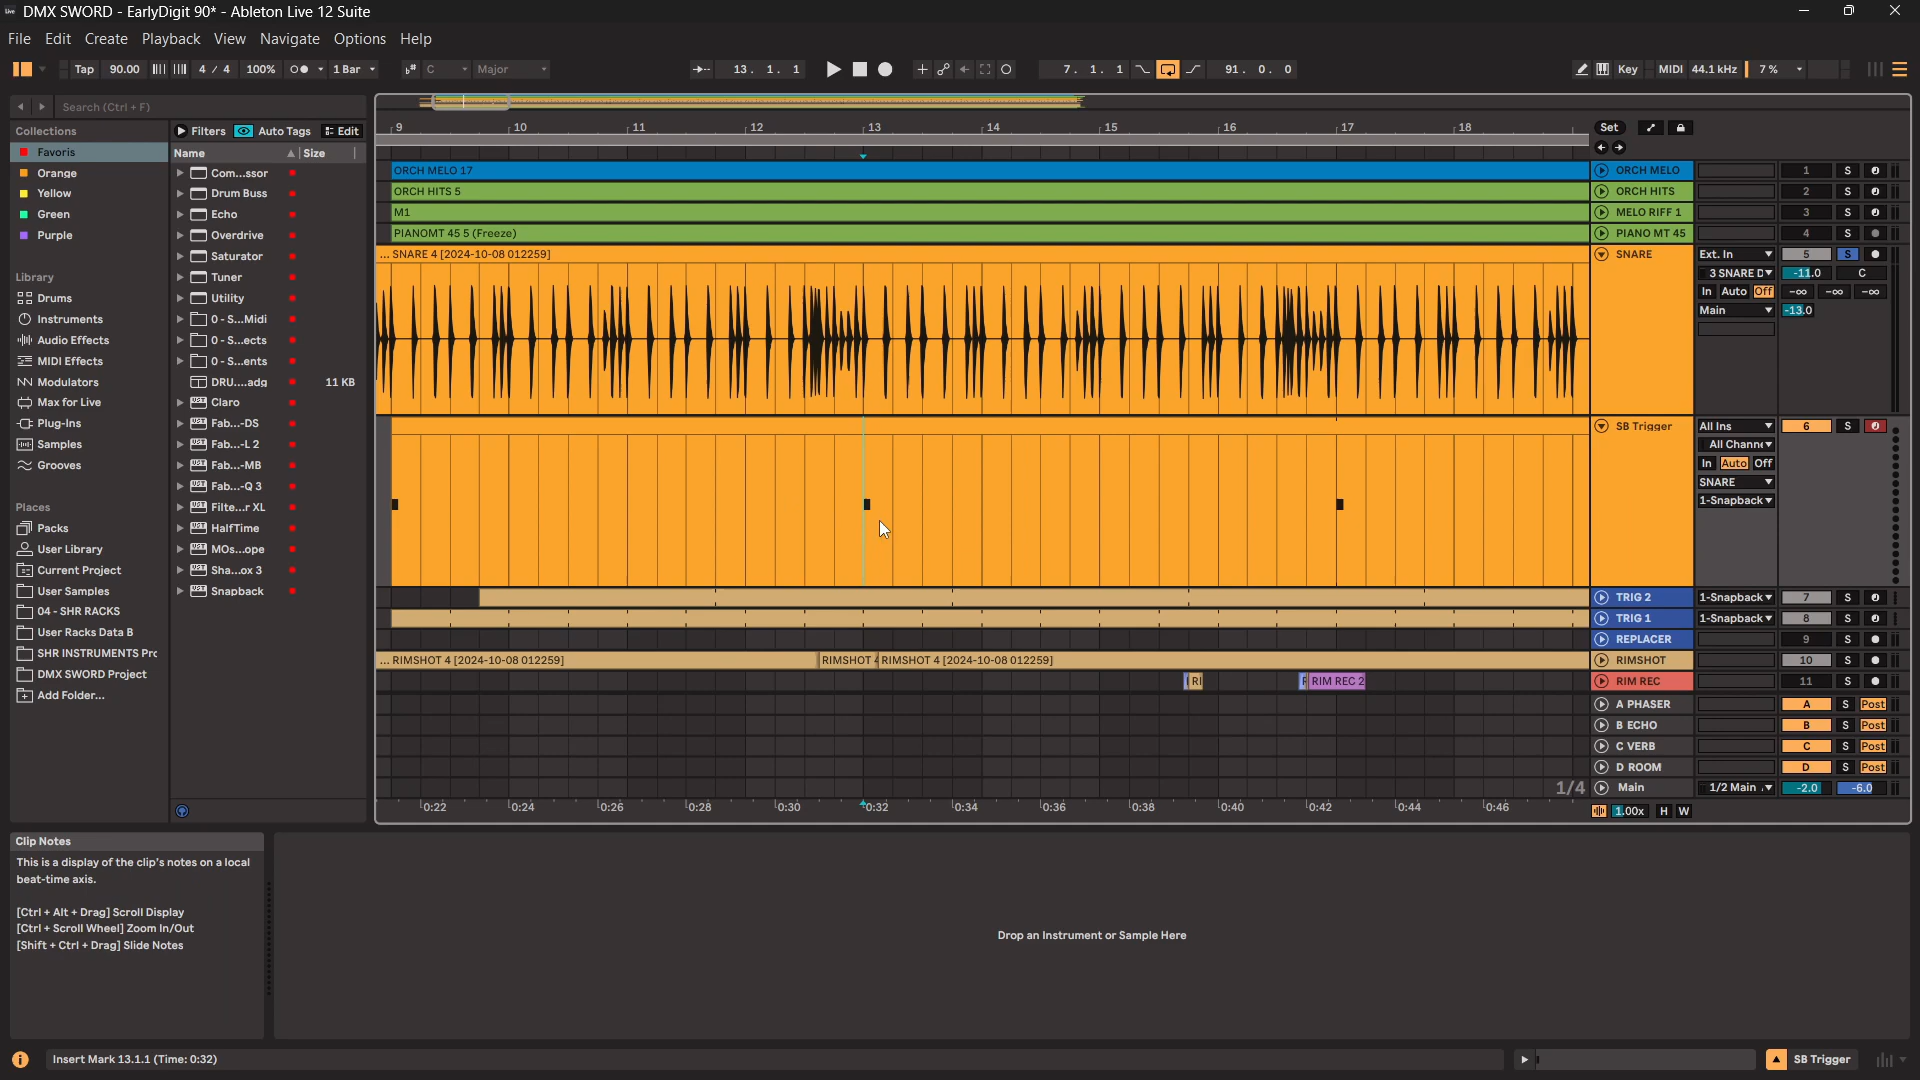 DMX SWORD - EarlyDigit 90* - Ableton Live 12 Suite
File Edit Create Playback View Navigate Options Help
Tap 90.00 4 / 4 100% 1 Bar C Major 13. 1. 1 7. 1. 1 91. 0. 0 Key MIDI 44.1 kHz 7 %
Search (Ctrl + F)
Collections
Favoris
Orange
Yellow
Green
Purple
Library
Drums
Instruments
Audio Effects
MIDI Effects
Modulators
Max for Live
Plug-Ins
Samples
Grooves
Places
Packs
User Library
Current Project
User Samples
04 - SHR RACKS
User Racks Data B
SHR INSTRUMENTS Prc
DMX SWORD Project
Add Folder...
Filters Auto Tags Edit
Name Size
Com...ssor
Drum Buss
Echo
Overdrive
Saturator
Tuner
Utility
0 - S...Midi
0 - S...ects
0 - S...ents
DRU....adg 11 KB
Claro
Fab...-DS
Fab...-L 2
Fab...-MB
Fab...-Q 3
Filte...r XL
HalfTime
MOs...ope
Sha...ox 3
Snapback
9 10 11 12 13 14 15 16 17 18
ORCH MELO 17
ORCH HITS 5
M1
PIANOMT 45 5 (Freeze)
... SNARE 4 [2024-10-08 012259]
... RIMSHOT 4 [2024-10-08 012259] RIMSHOT 4 RIMSHOT 4 [2024-10-08 012259]
RI RIM REC 2
1/4
0:22 0:24 0:26 0:28 0:30 0:32 0:34 0:36 0:38 0:40 0:42 0:44 0:46
Set
ORCH MELO 1 S
ORCH HITS 2 S
MELO RIFF 1 3 S
PIANO MT 45 4 S
SNARE Ext. In 5 S
3 SNARE D -11.0 C
In Auto Off -∞ -∞ -∞
Main -13.0
SB Trigger All Ins 6 S
All Channe
In Auto Off
SNARE
1-Snapback
TRIG 2 1-Snapback 7 S
TRIG 1 1-Snapback 8 S
REPLACER 9 S
RIMSHOT 10 S
RIM REC 11 S
A PHASER A S Post
B ECHO B S Post
C VERB C S Post
D ROOM D S Post
Main 1/2 Main -2.0 -6.0
1.00x H W
Clip Notes
This is a display of the clip's notes on a local
beat-time axis.
[Ctrl + Alt + Drag] Scroll Display
[Ctrl + Scroll Wheel] Zoom In/Out
[Shift + Ctrl + Drag] Slide Notes
Drop an Instrument or Sample Here
Insert Mark 13.1.1 (Time: 0:32)
SB Trigger